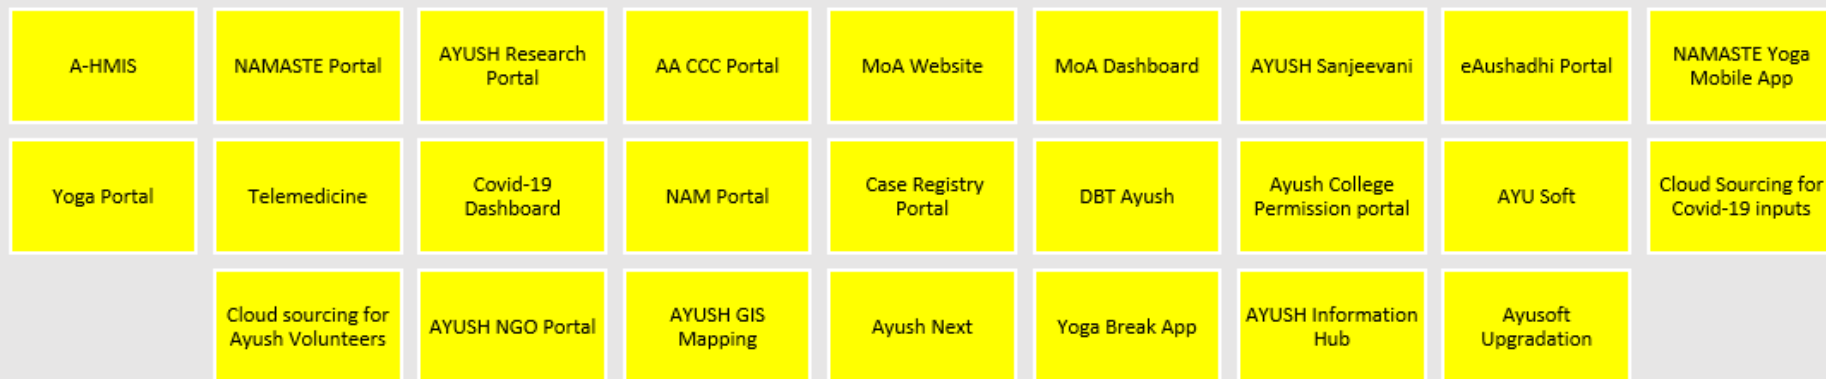 A-HMIS
NAMASTE Portal
AYUSH Research
Portal
AA CCC Portal
MoA Website
MoA Dashboard
AYUSH Sanjeevani
eAushadhi Portal
NAMASTE Yoga
Mobile App
Yoga Portal
Telemedicine
Covid-19
Dashboard
NAM Portal
Case Registry
Portal
DBT Ayush
Ayush College
Permission portal
AYU Soft
Cloud Sourcing for
Covid-19 inputs
Cloud sourcing for
Ayush Volunteers
AYUSH NGO Portal
AYUSH GIS
Mapping
Ayush Next
Yoga Break App
AYUSH Information
Hub
Ayusoft
Upgradation